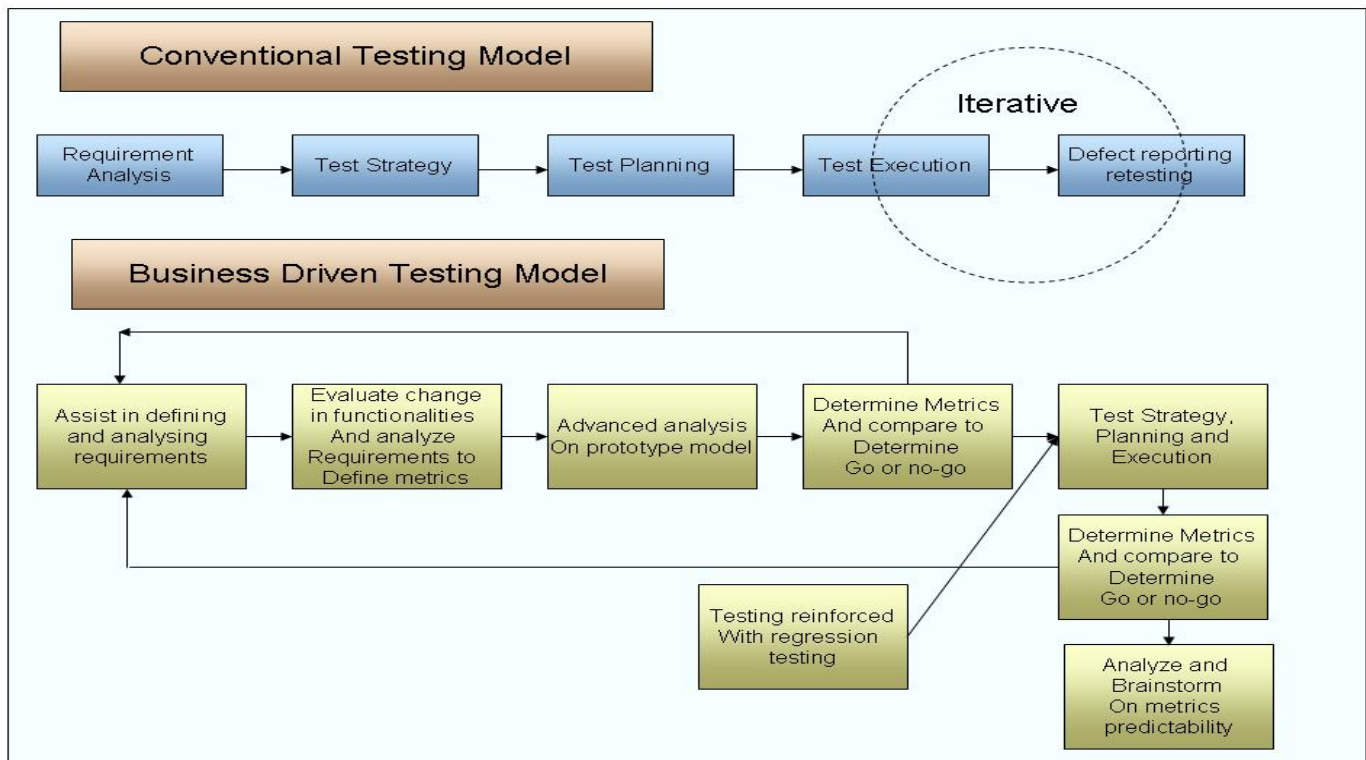 Conventional Testing Model
Iterative
Requirement
Analysis
Test Strategy
Test Planning
Test Execution
Defect reporting
retesting
Business Driven Testing Model
Assist in defining
and analysing
requirements
Evaluate change
in functionalities
And analyze
Requirements to
Define metrics
Advanced analysis
On prototype model
Determine Metrics
And compare to
Determine
Go or no-go
Test Strategy,
Planning and
Execution
Determine Metrics
And compare to
Determine
Go or no-go
Testing reinforced
With regression
testing
Analyze and
Brainstorm
On metrics
predictability